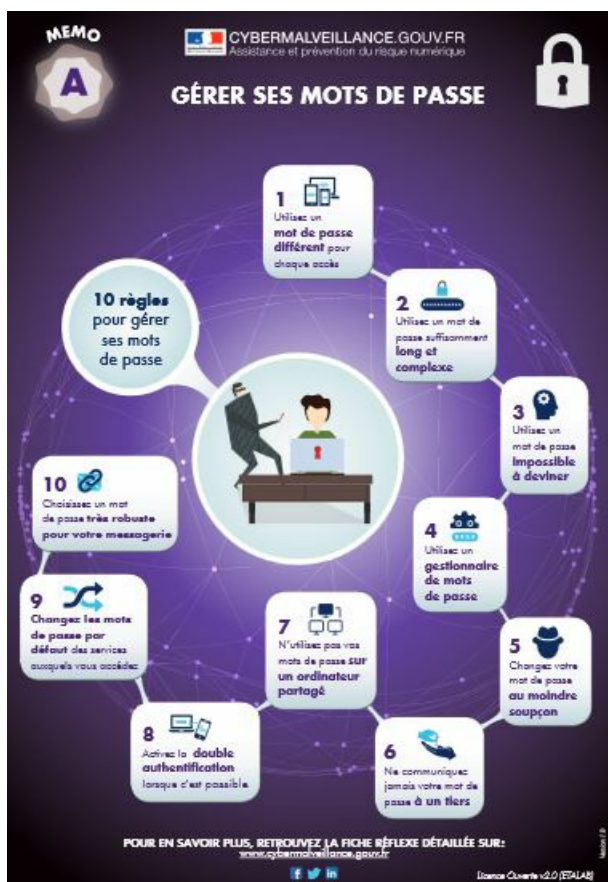 MEMO
A
CYBERMALVEILLANCE.GOUV.FR
Assistance et prévention du risque numérique
GÉRER SES MOTS DE PASSE
10 règles
pour gérer
ses mots
de passe
1
Utilisez un
mot de passe
différent pour
chaque accès
2
Utilisez un mot de
passe suffisamment
long et
complexe
3
Utilisez un
mot de passe
impossible
à deviner
4
Utilisez un
gestionnaire
de mots
de passe
5
Changez votre
mot de passe
au moindre
soupçon
6
Ne communiquez
jamais votre mot de
passe à un tiers
7
N'utilisez pas vos
mots de passe sur
un ordinateur
partagé
8
Activez la double
authentification
lorsque c'est possible
9
Changez les mots
de passe par
défaut des services
auxquels vous accédez
10
Choisissez un mot
de passe très robuste
pour votre messagerie
POUR EN SAVOIR PLUS, RETROUVEZ LA FICHE RÉFLEXE DÉTAILLÉE SUR:
www.cybermalveillance.gouv.fr
Licence Ouverte v2.0 (ETALAB)